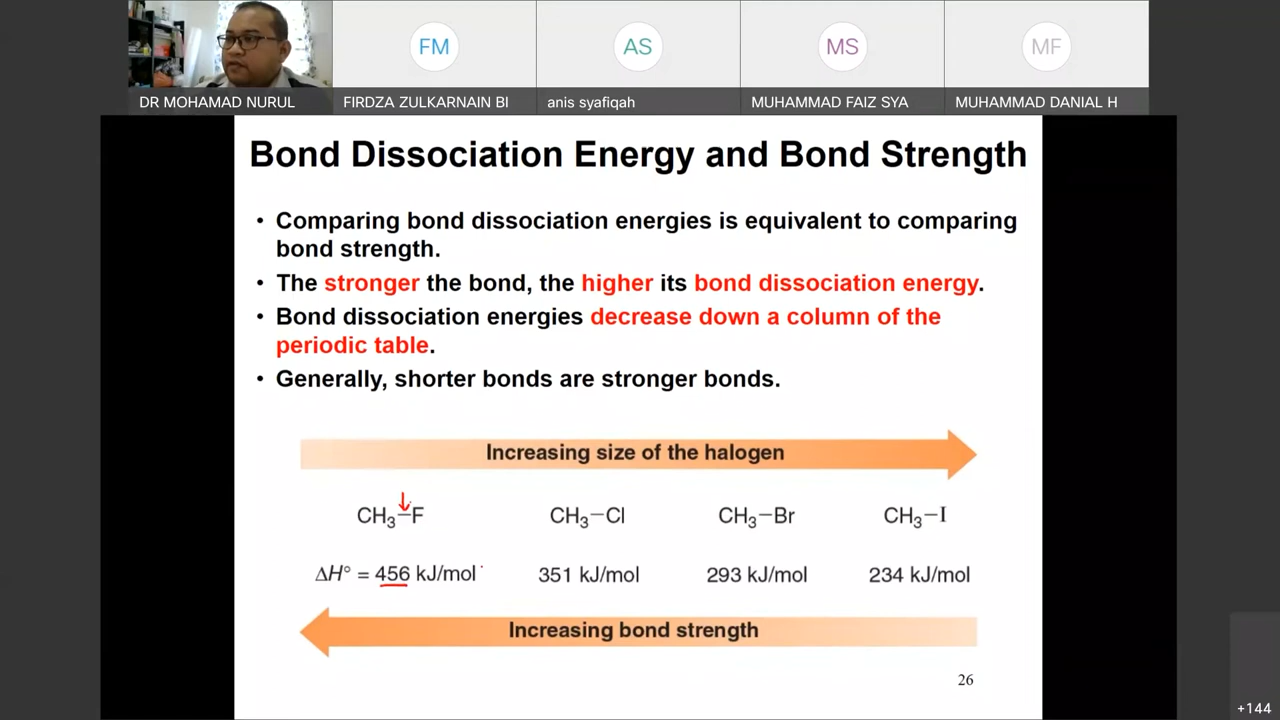 FM
AS
MS
MF
DR MOHAMAD NURUL
FIRDZA ZULKARNAIN BI
anis syafiqah
MUHAMMAD FAIZ SYA
MUHAMMAD DANIAL H
Bond Dissociation Energy and Bond Strength
• Comparing bond dissociation energies is equivalent to comparing
bond strength.
• The stronger the bond, the higher its bond dissociation energy.
• Bond dissociation energies decrease down a column of the
periodic table.
• Generally, shorter bonds are stronger bonds.
Increasing size of the halogen
CH₃–F CH₃–Cl CH₃–Br CH₃–I
ΔH° = 456 kJ/mol 351 kJ/mol 293 kJ/mol 234 kJ/mol
Increasing bond strength
26
+144